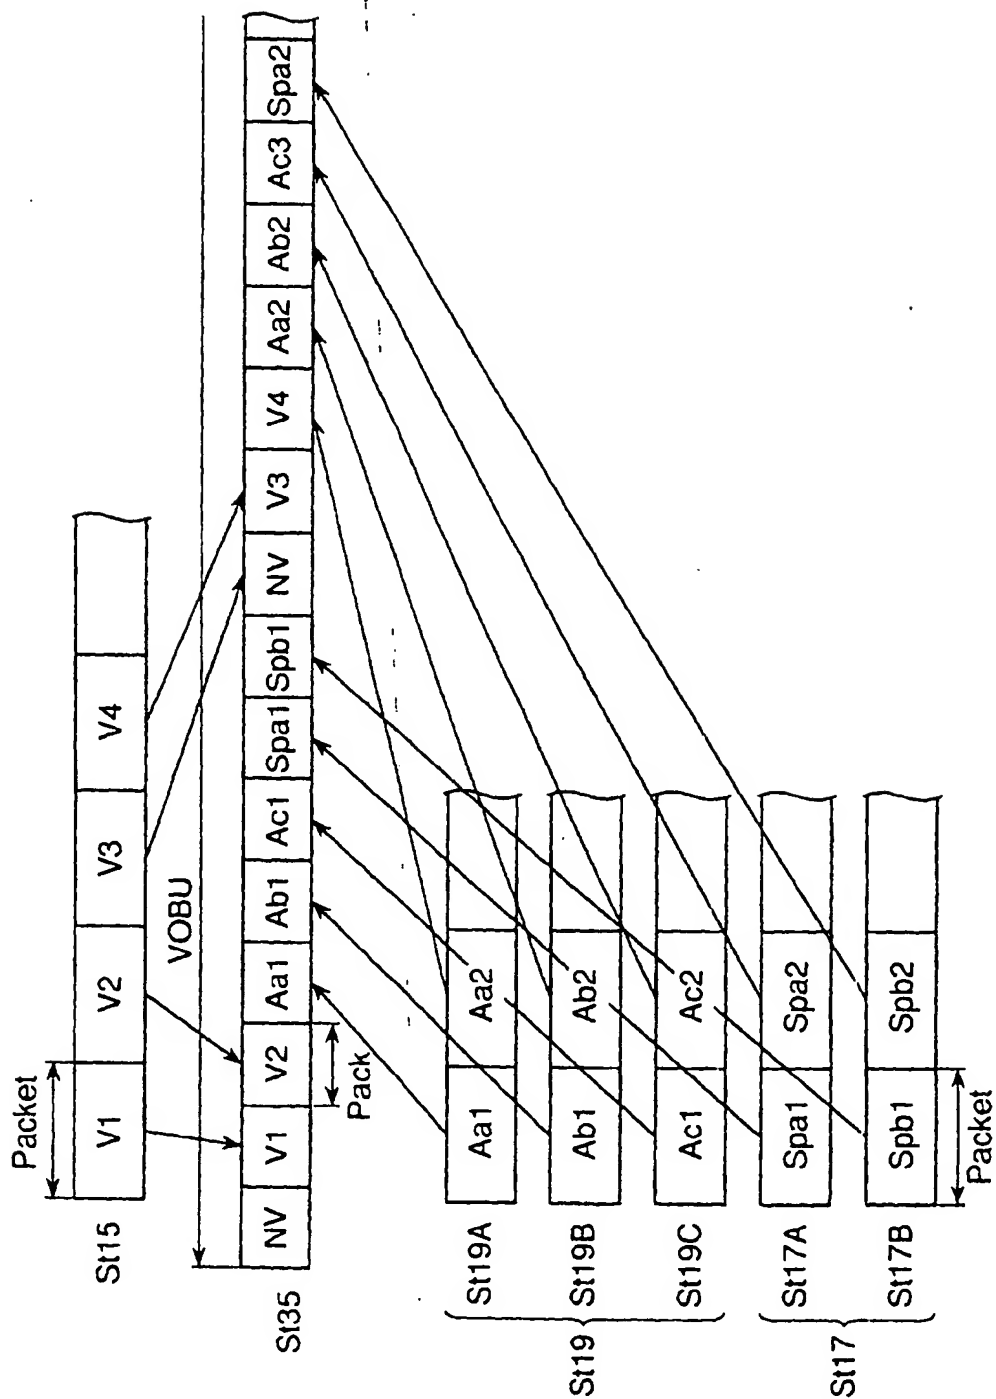 Packet
St15 V1 V2 V3 V4
VOBU
St35 NV V1 V2 Aa1 Ab1 Ac1 Spa1 Spb1 NV V3 V4 Aa2 Ab2 Ac3 Spa2
Pack
St19
St19A Aa1 Aa2
St19B Ab1 Ab2
St19C Ac1 Ac2
St17
St17A Spa1 Spa2
St17B Spb1 Spb2
Packet